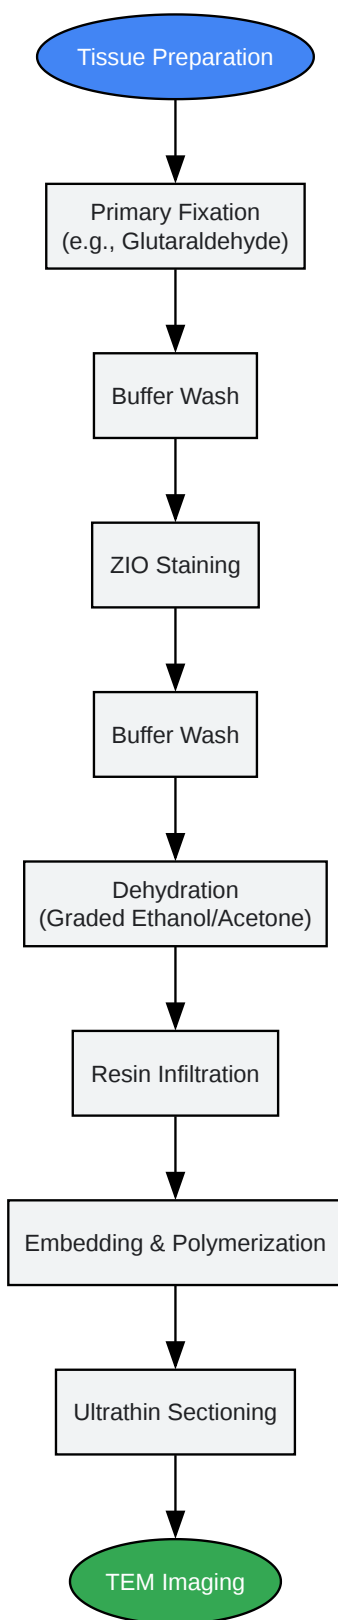 Tissue Preparation
Primary Fixation
(e.g., Glutaraldehyde)
Buffer Wash
ZIO Staining
Buffer Wash
Dehydration
(Graded Ethanol/Acetone)
Resin Infiltration
Embedding & Polymerization
Ultrathin Sectioning
TEM Imaging